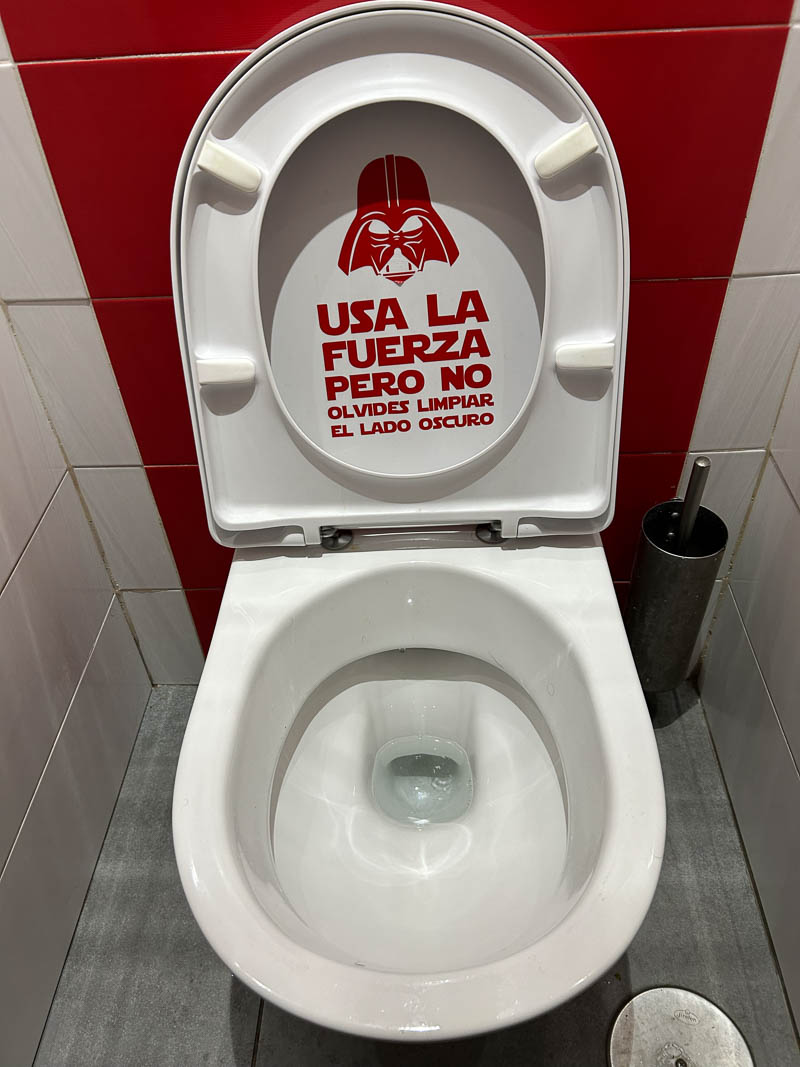 USA LA
FUERZA
PERO NO
OLVIDES LIMPIAR
EL LADO OSCURO